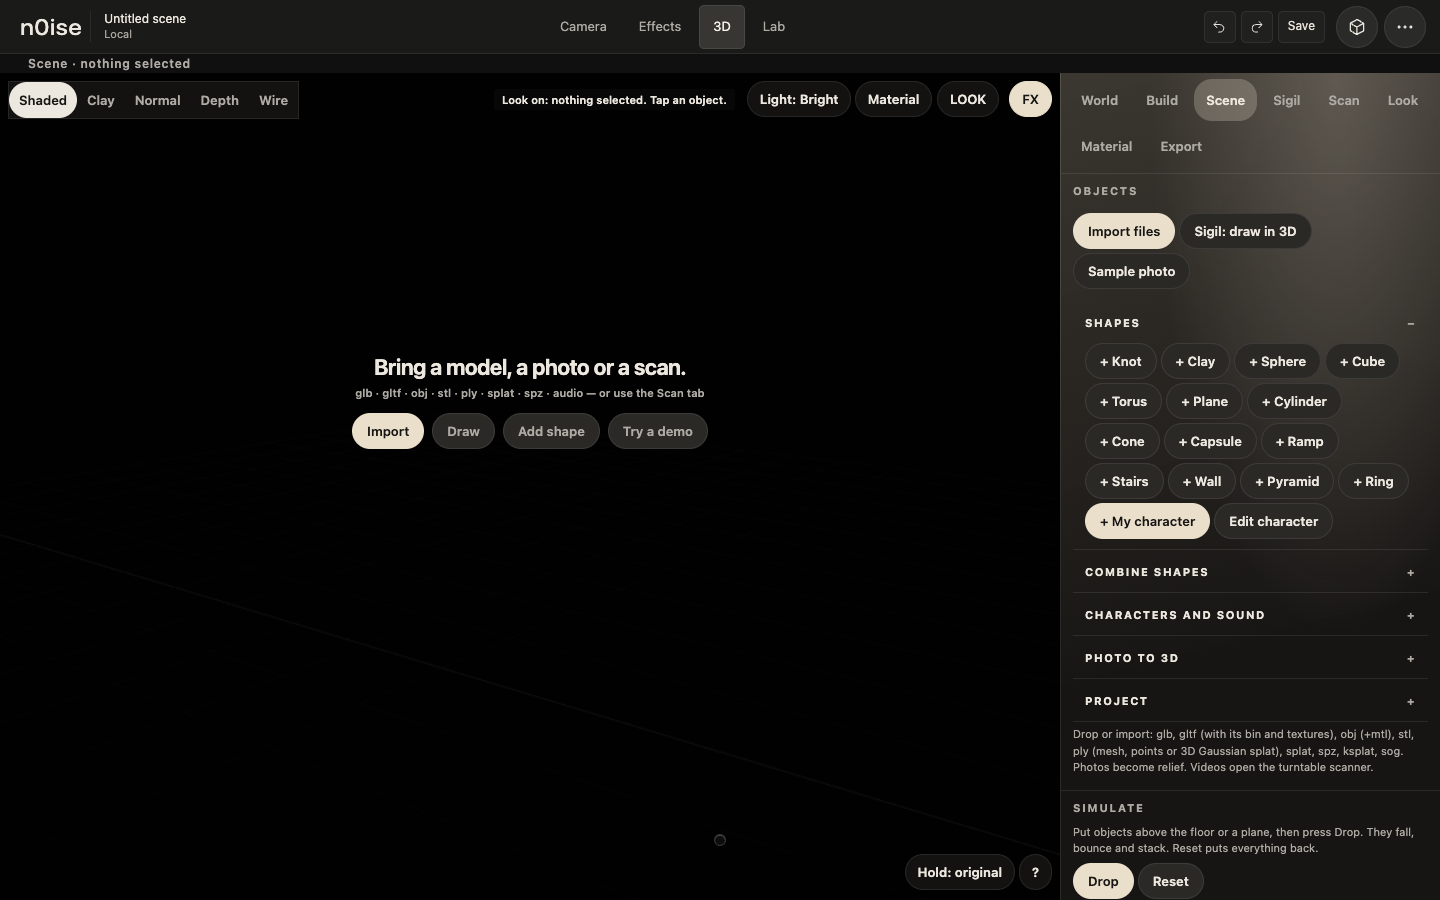 n0ise
Untitled scene
Local
Camera Effects 3D Lab
Save
Scene · nothing selected
Shaded Clay Normal Depth Wire
Look on: nothing selected. Tap an object.
Light: Bright Material LOOK FX
World Build Scene Sigil Scan Look
Material Export
OBJECTS
Import files Sigil: draw in 3D
Sample photo
SHAPES −
+ Knot + Clay + Sphere + Cube
+ Torus + Plane + Cylinder
+ Cone + Capsule + Ramp
+ Stairs + Wall + Pyramid + Ring
+ My character Edit character
COMBINE SHAPES +
CHARACTERS AND SOUND +
PHOTO TO 3D +
PROJECT +
Drop or import: glb, gltf (with its bin and textures), obj (+mtl), stl,
ply (mesh, points or 3D Gaussian splat), splat, spz, ksplat, sog.
Photos become relief. Videos open the turntable scanner.
SIMULATE
Put objects above the floor or a plane, then press Drop. They fall,
bounce and stack. Reset puts everything back.
Drop Reset
Bring a model, a photo or a scan.
glb · gltf · obj · stl · ply · splat · spz · audio — or use the Scan tab
Import Draw Add shape Try a demo
Hold: original ?